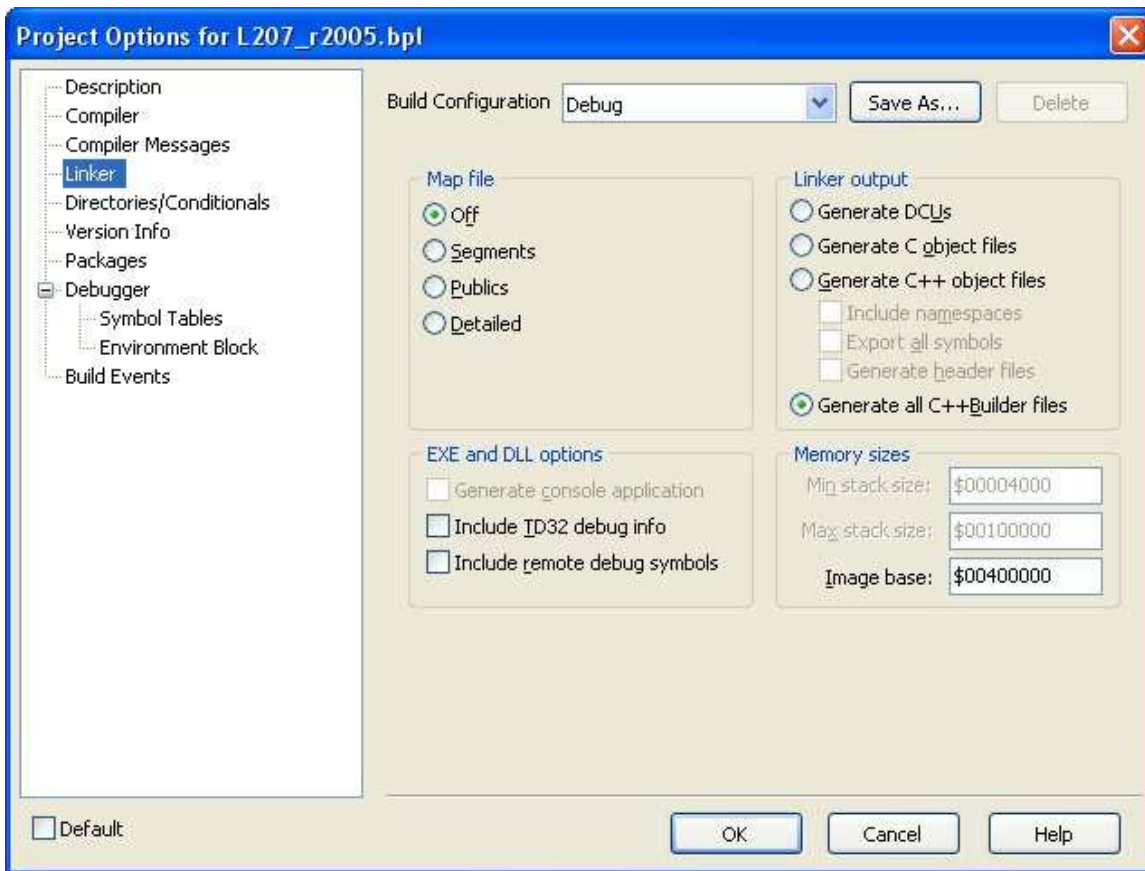 Project Options for L207_r2005.bpl
Description
Compiler
Compiler Messages
Linker
Directories/Conditionals
Version Info
Packages
Debugger
Symbol Tables
Environment Block
Build Events
Build Configuration Debug Save As... Delete
Map file
Off
Segments
Publics
Detailed
Linker output
Generate DCUs
Generate C object files
Generate C++ object files
Include namespaces
Export all symbols
Generate header files
Generate all C++Builder files
EXE and DLL options
Generate console application
Include TD32 debug info
Include remote debug symbols
Memory sizes
Min stack size: $00004000
Max stack size: $00100000
Image base: $00400000
Default
OK Cancel Help